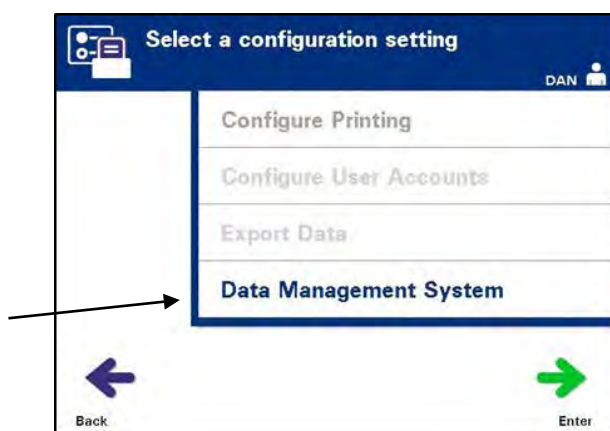 Select a configuration setting
DAN
Configure Printing
Configure User Accounts
Export Data
Data Management System
Back
Enter